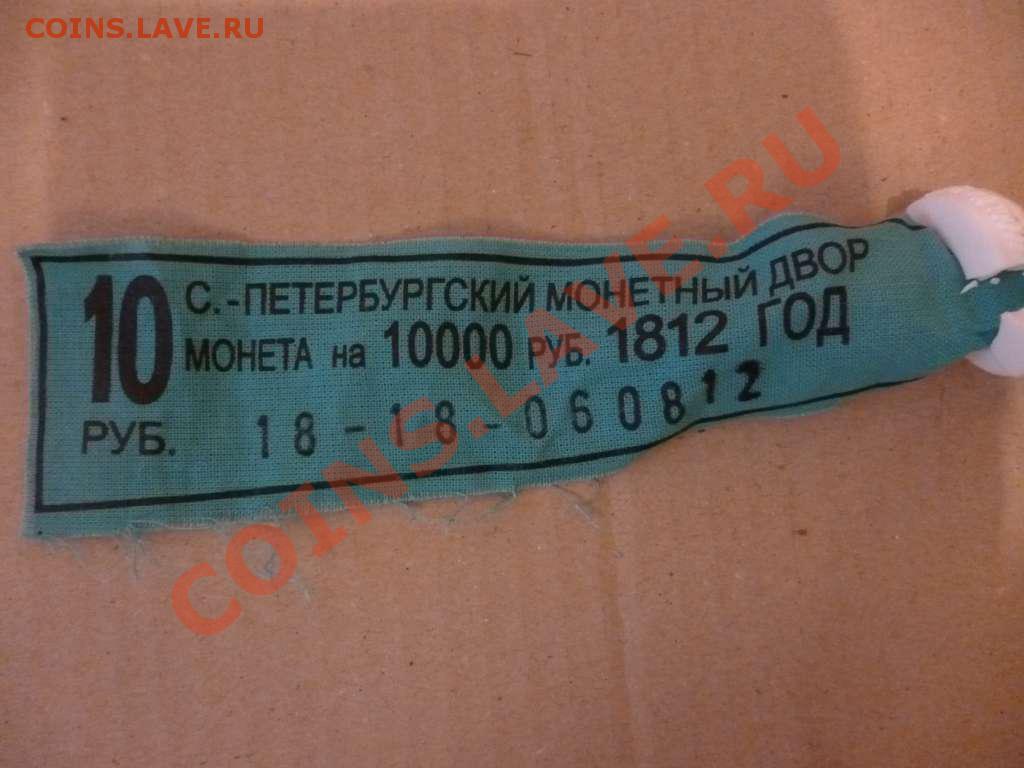 COINS.LAVE.RU
10 РУБ.
С.-ПЕТЕРБУРГСКИЙ МОНЕТНЫЙ ДВОР
МОНЕТА на 10000 РУБ. 1812 ГОД
18-18-060812
COINS.LAVE.RU